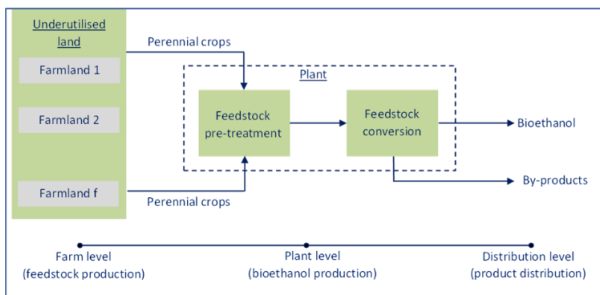 Underutilised
land
Farmland 1
Farmland 2
Farmland f
Perennial crops
Perennial crops
Plant
Feedstock
pre-treatment
Feedstock
conversion
Bioethanol
By-products
Farm level
(feedstock production)
Plant level
(bioethanol production)
Distribution level
(product distribution)